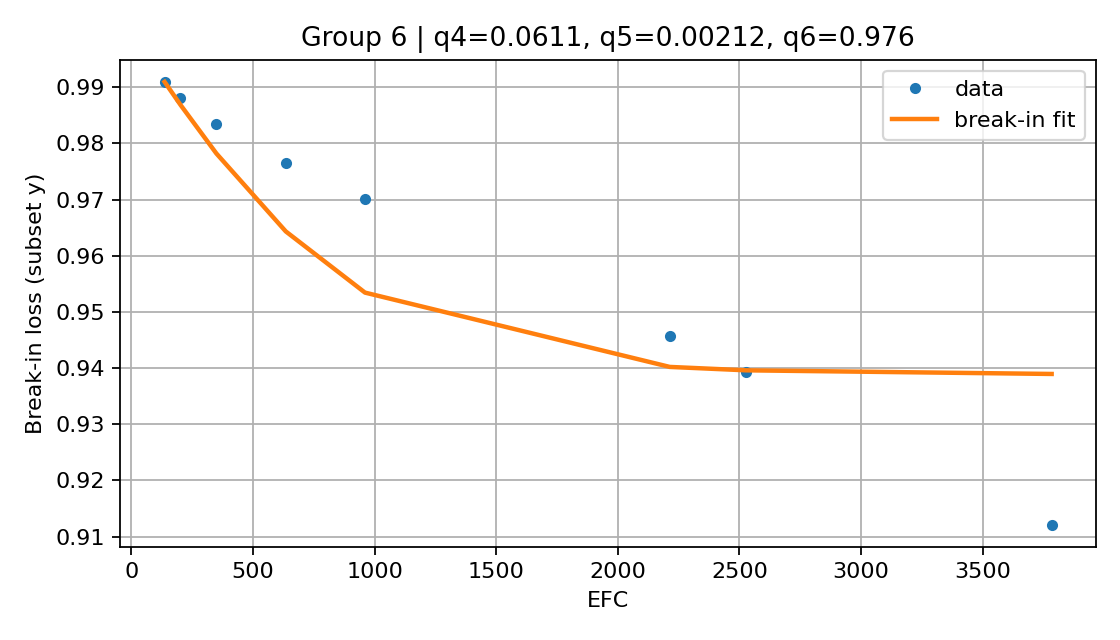 Group 6 | q4=0.0611, q5=0.00212, q6=0.976
data
break-in fit
Break-in loss (subset y)
0.99
0.98
0.97
0.96
0.95
0.94
0.93
0.92
0.91
0 500 1000 1500 2000 2500 3000 3500
EFC